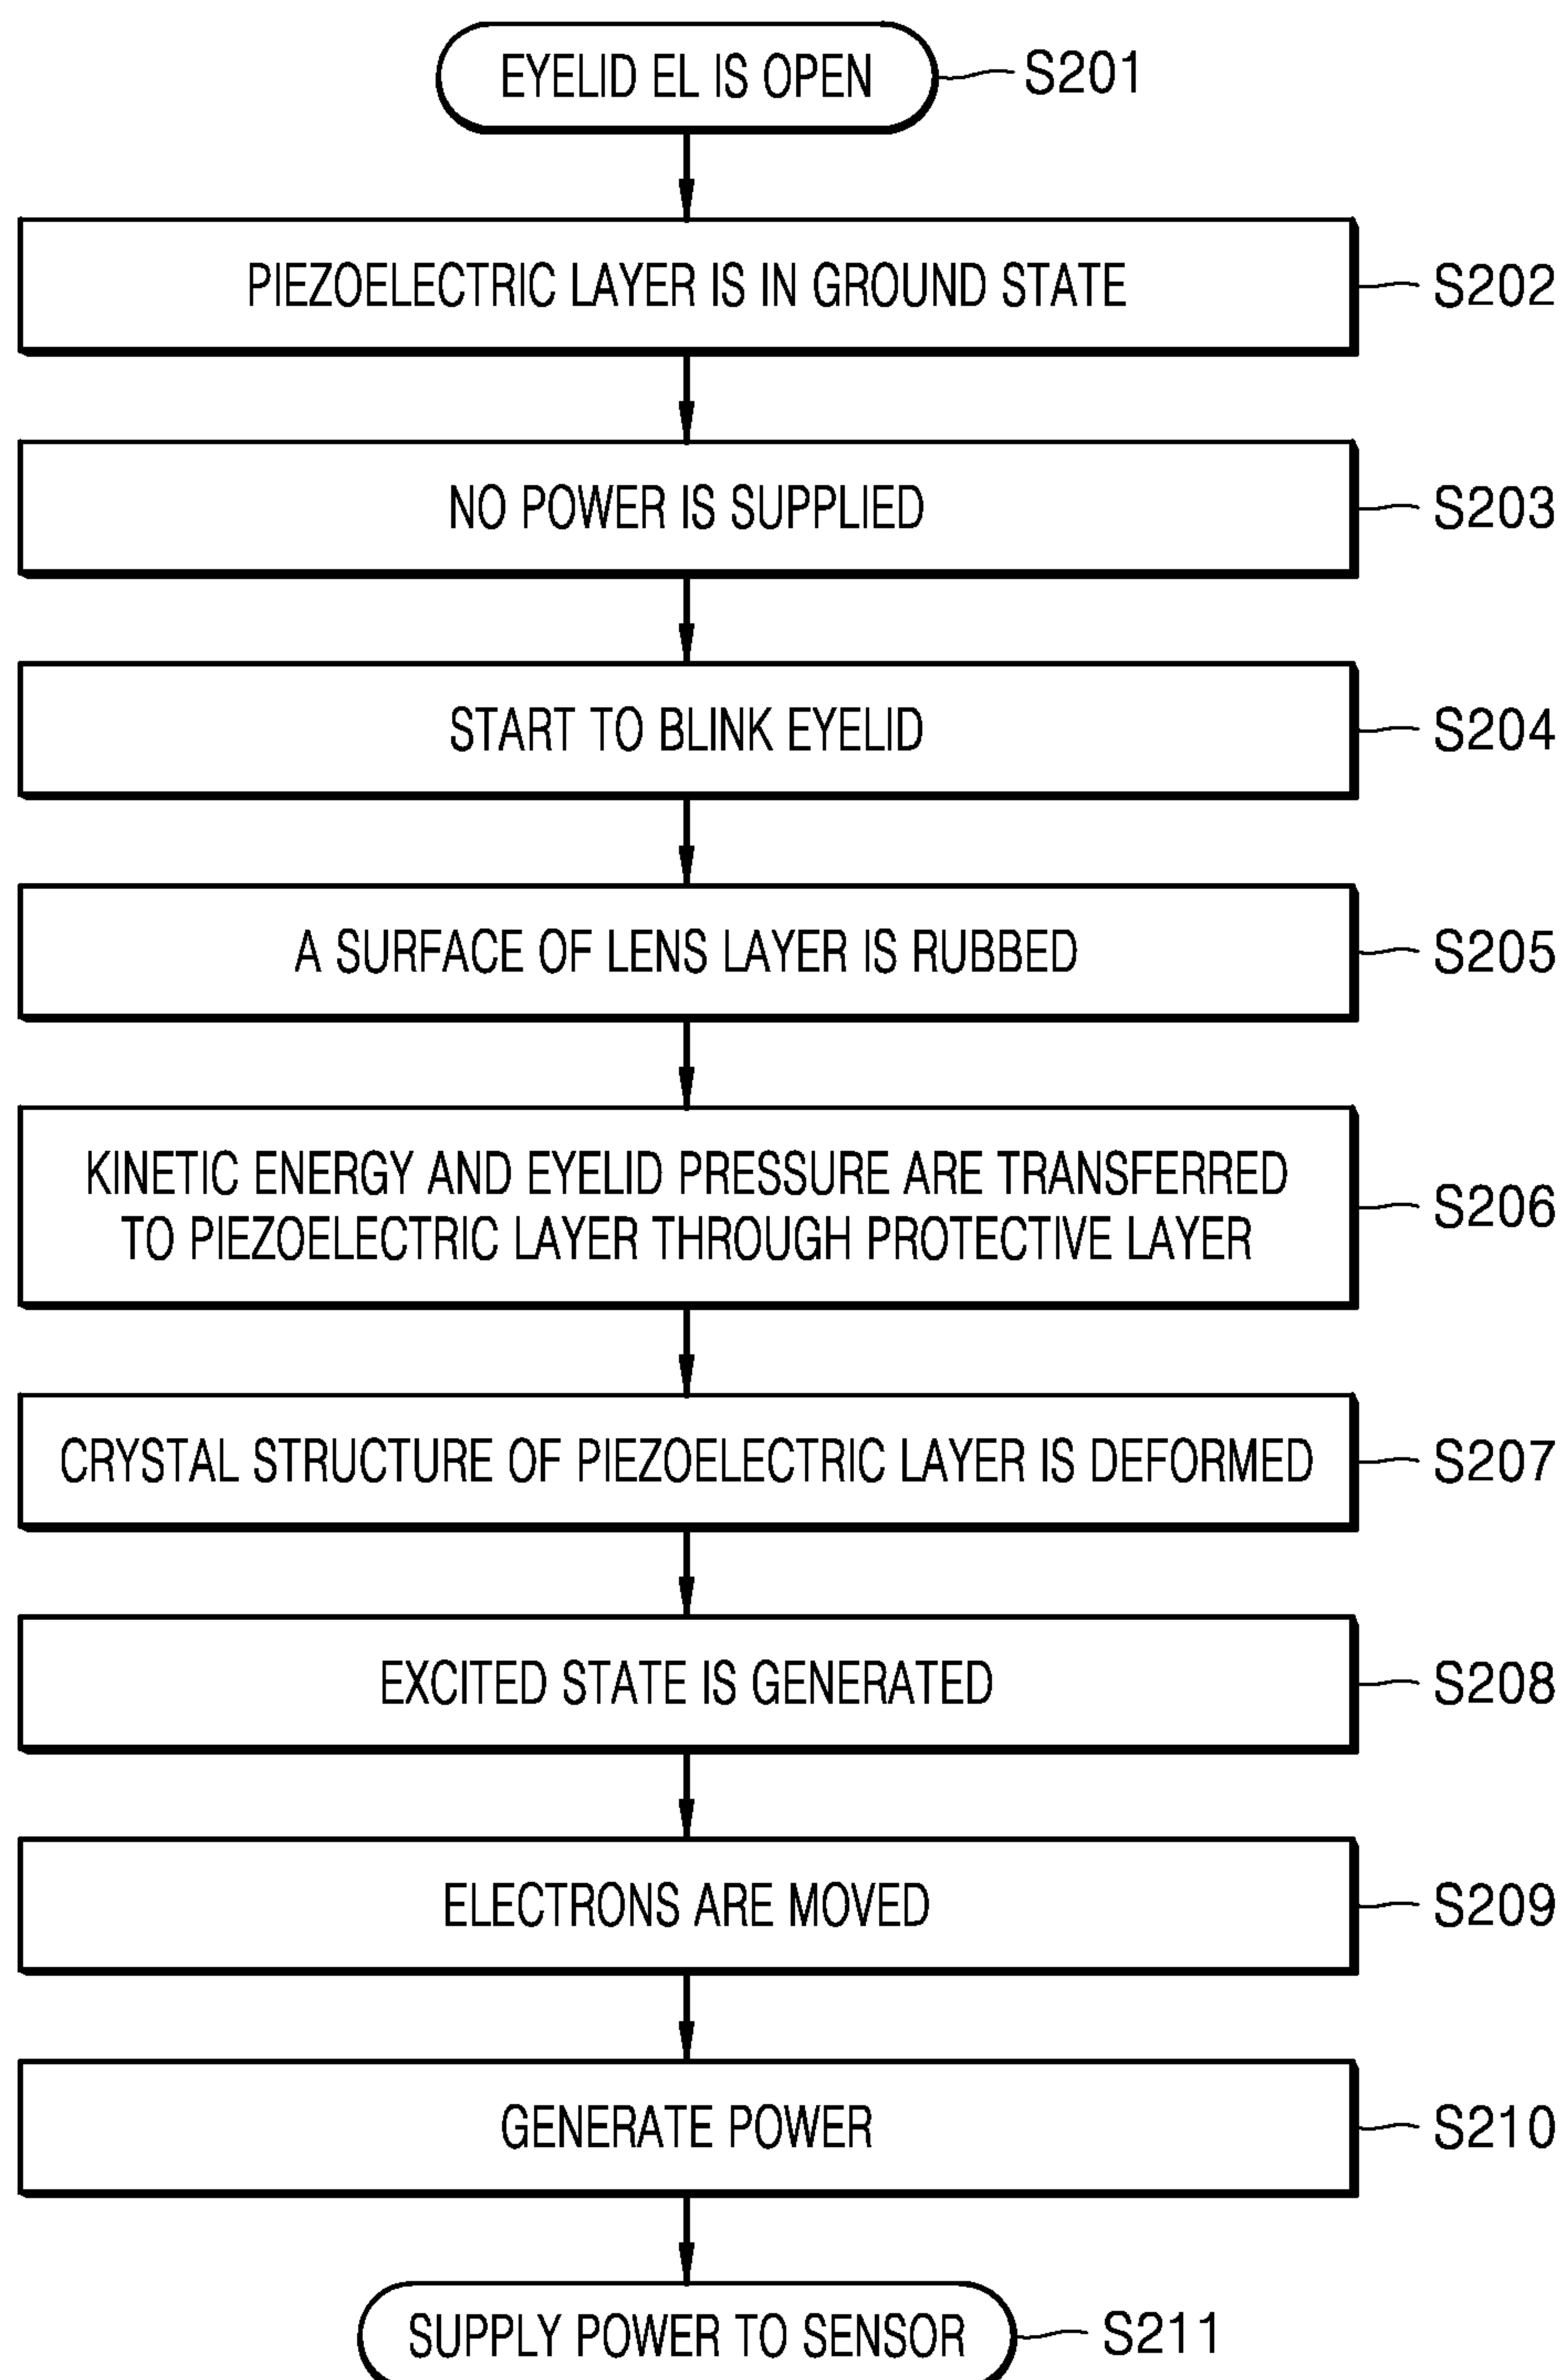 EYELID EL IS OPEN S201
PIEZOELECTRIC LAYER IS IN GROUND STATE S202
NO POWER IS SUPPLIED S203
START TO BLINK EYELID S204
A SURFACE OF LENS LAYER IS RUBBED S205
KINETIC ENERGY AND EYELID PRESSURE ARE TRANSFERRED
TO PIEZOELECTRIC LAYER THROUGH PROTECTIVE LAYER S206
CRYSTAL STRUCTURE OF PIEZOELECTRIC LAYER IS DEFORMED S207
EXCITED STATE IS GENERATED S208
ELECTRONS ARE MOVED S209
GENERATE POWER S210
SUPPLY POWER TO SENSOR S211